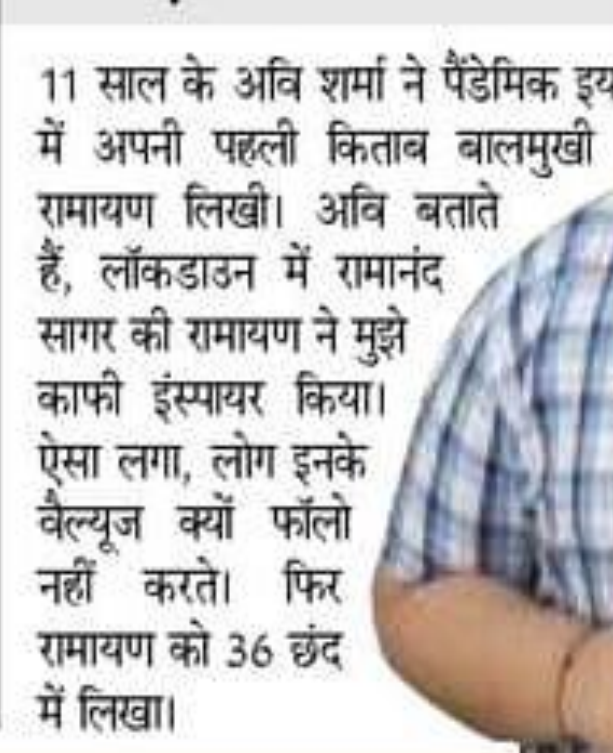 11 साल के अवि शर्मा ने पैंडेमिक
में अपनी पहली किताब बालमुखी
रामायण लिखी। अवि बताते
हैं, लॉकडाउन में रामानंद
सागर की रामायण ने मुझे
काफी इंस्पायर किया।
ऐसा लगा, लोग इनके
वैल्यूज क्यों फॉलो
नहीं करते। फिर
रामायण को 36 छंद
में लिखा।